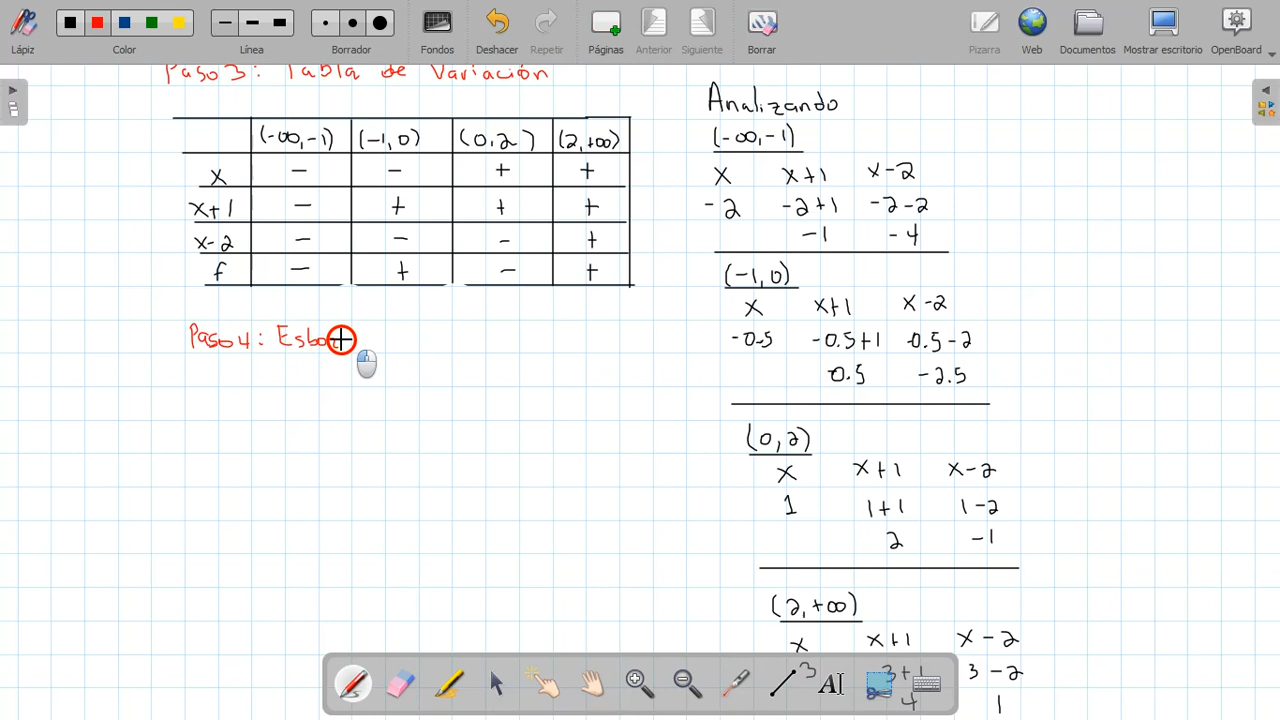 Lápiz Color Línea Borrador Fondos Deshacer Repetir Páginas Anterior Siguiente Borrar Pizarra Web Documentos Mostrar escritorio OpenBoard
Paso 3: Tabla de Variación
(-∞,-1) (-1,0) (0,2) (2,+∞)
x - - + +
x+1 - + + +
x-2 - - - +
f - + - +
Paso 4: Esbo
Analizando
(-∞,-1)
x x+1 x-2
-2 -2+1 -2-2
-1 -4
(-1,0)
x x+1 x-2
-0.5 -0.5+1 -0.5-2
0.5 -2.5
(0,2)
x x+1 x-2
1 1+1 1-2
2 -1
(2,+∞)
x x+1 x-2
3 3+1 3-2
4 1